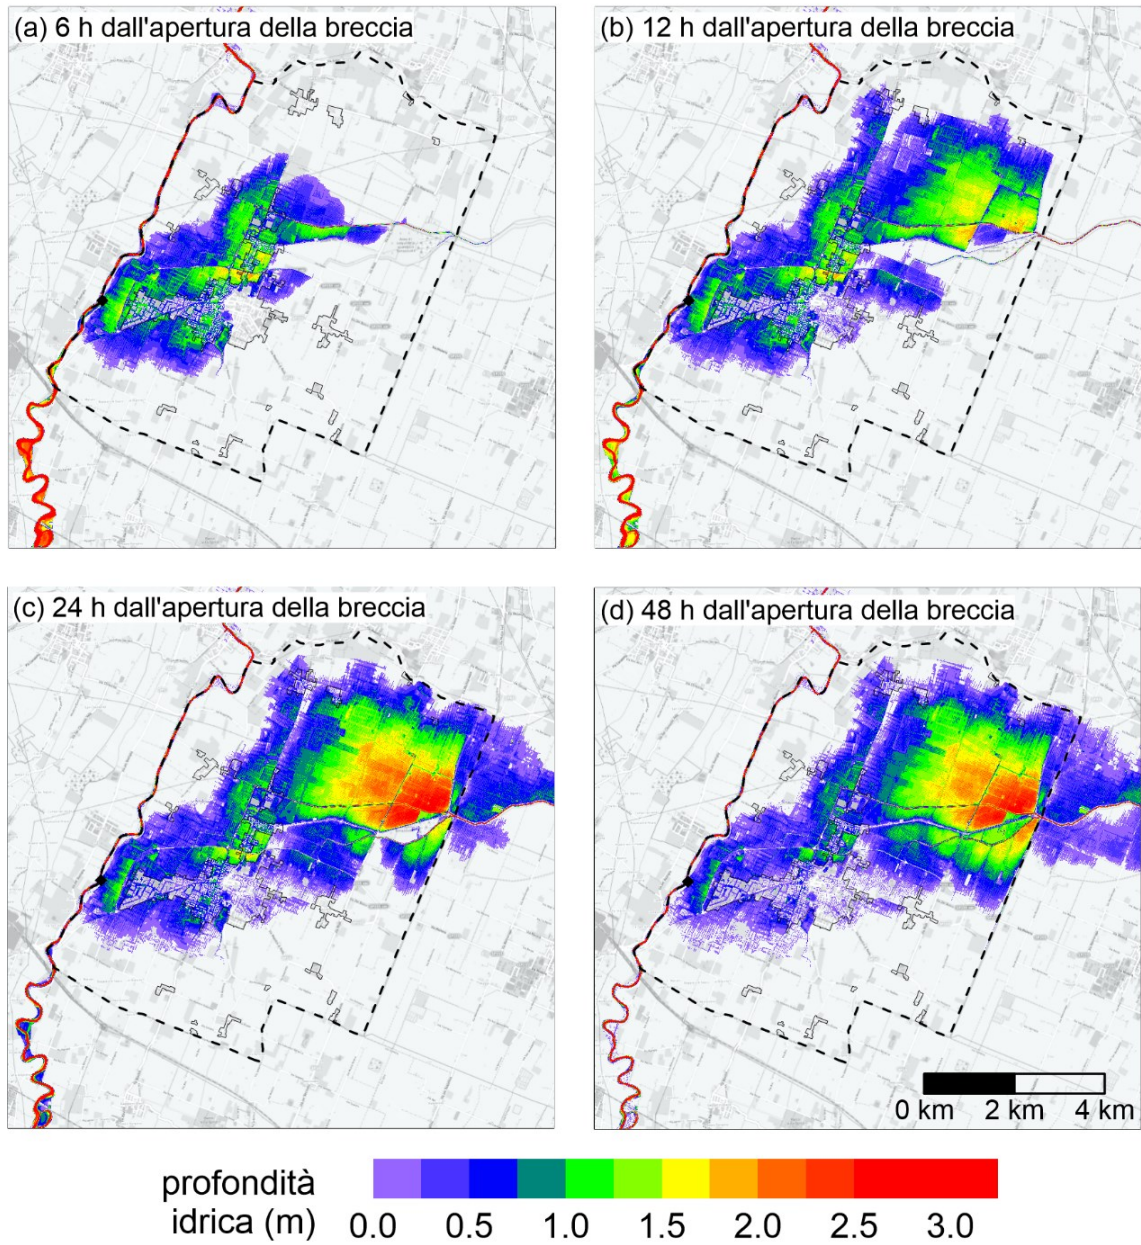 (a) 6 h dall'apertura della breccia
(b) 12 h dall'apertura della breccia
(c) 24 h dall'apertura della breccia
(d) 48 h dall'apertura della breccia
0 km 2 km 4 km
profondità
idrica (m)
0.0 0.5 1.0 1.5 2.0 2.5 3.0